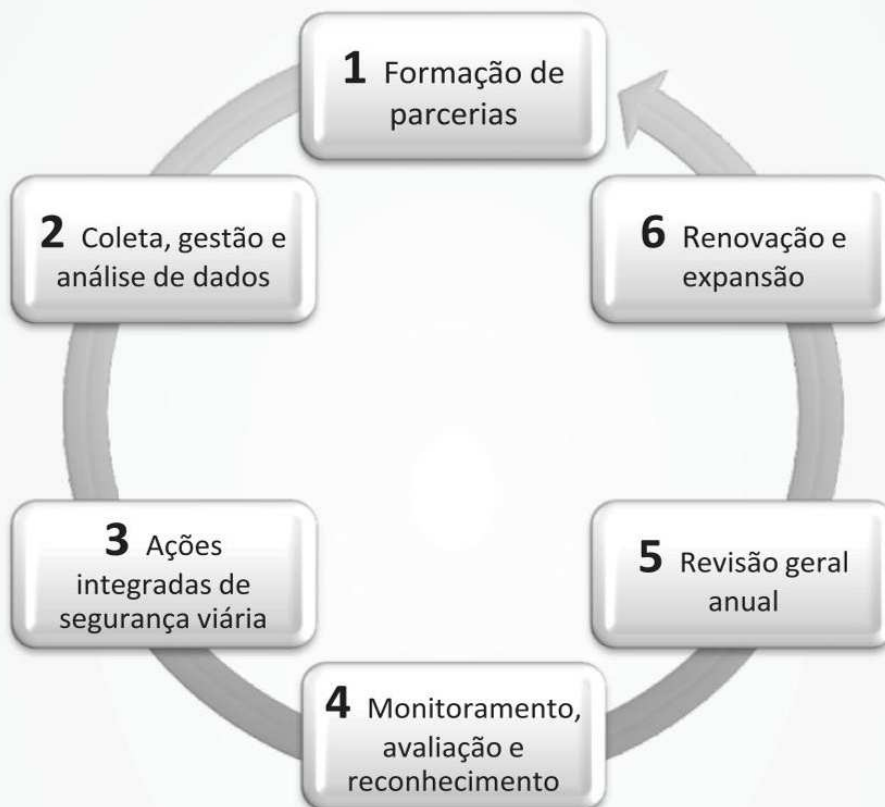 1 Formação de
parcerias
2 Coleta, gestão e
análise de dados
3 Ações
integradas de
segurança viária
4 Monitoramento,
avaliação e
reconhecimento
5 Revisão geral
anual
6 Renovação e
expansão